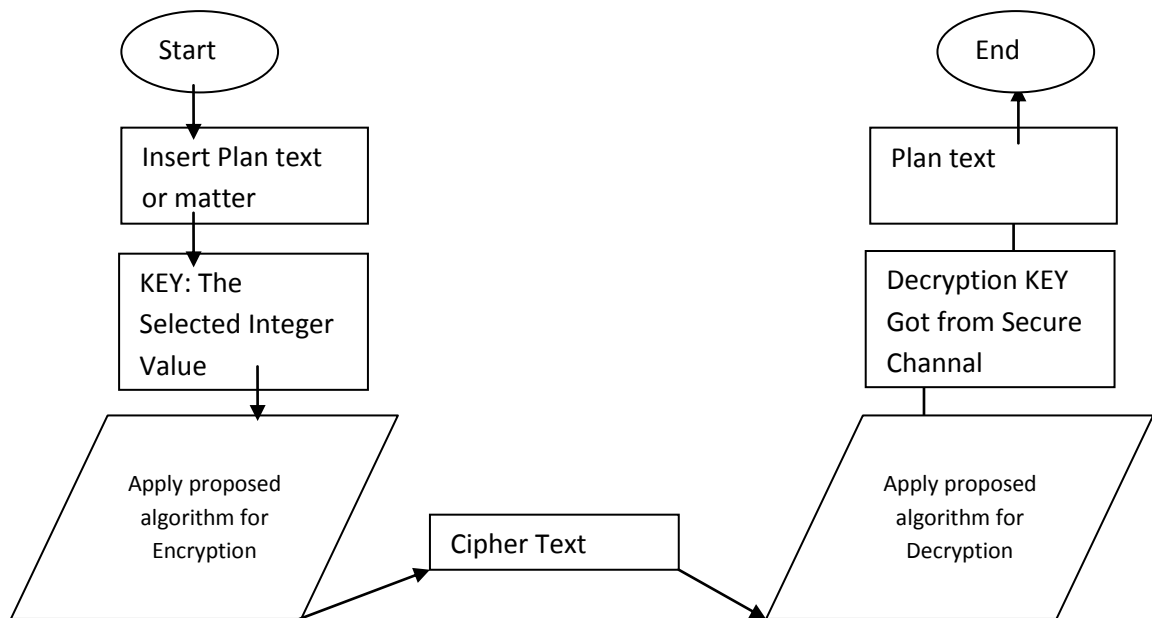 Start
Insert Plan text
or matter
KEY: The
Selected Integer
Value
Apply proposed
algorithm for
Encryption
Cipher Text
Apply proposed
algorithm for
Decryption
Decryption KEY
Got from Secure
Channal
Plan text
End